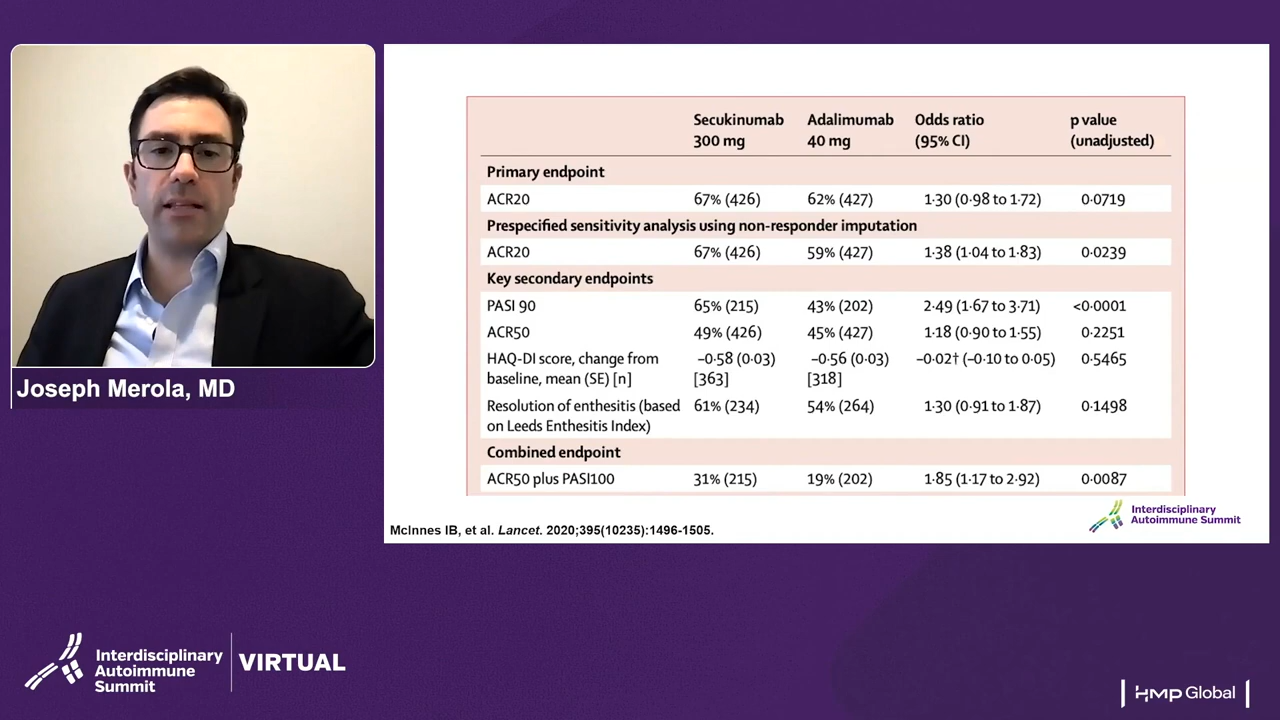 Joseph Merola, MD
Secukinumab 300 mg Adalimumab 40 mg Odds ratio (95% CI) p value (unadjusted)
Primary endpoint
ACR20 67% (426) 62% (427) 1·30 (0·98 to 1·72) 0·0719
Prespecified sensitivity analysis using non-responder imputation
ACR20 67% (426) 59% (427) 1·38 (1·04 to 1·83) 0·0239
Key secondary endpoints
PASI 90 65% (215) 43% (202) 2·49 (1·67 to 3·71) <0·0001
ACR50 49% (426) 45% (427) 1·18 (0·90 to 1·55) 0·2251
HAQ-DI score, change from −0·58 (0·03) −0·56 (0·03) −0·02† (−0·10 to 0·05) 0·5465
baseline, mean (SE) [n] [363] [318]
Resolution of enthesitis (based 61% (234) 54% (264) 1·30 (0·91 to 1·87) 0·1498
on Leeds Enthesitis Index)
Combined endpoint
ACR50 plus PASI100 31% (215) 19% (202) 1·85 (1·17 to 2·92) 0·0087
McInnes IB, et al. Lancet. 2020;395(10235):1496-1505.
Interdisciplinary
Autoimmune Summit
Interdisciplinary
Autoimmune
Summit
VIRTUAL
HMP Global